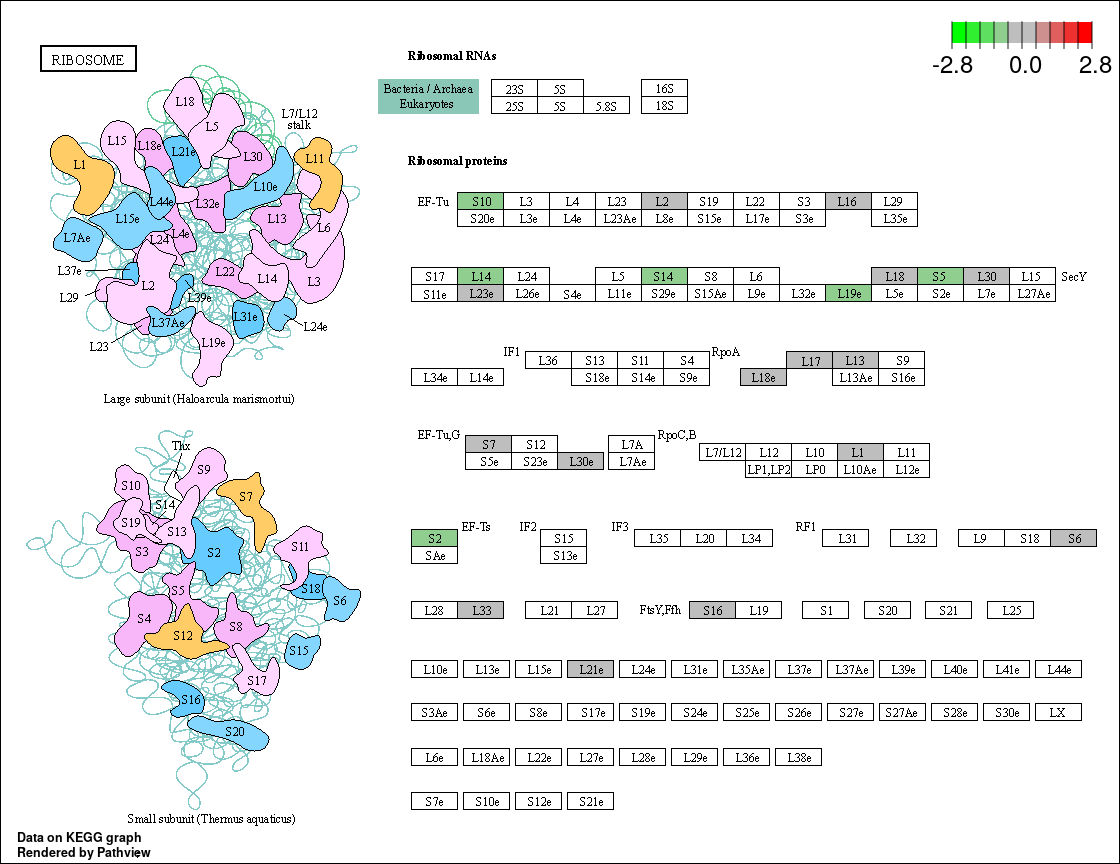 RIBOSOME
L18
L5
L7/L12
stalk
L15
L18e
L21e
L30
L11
L1
L10e
L44e
L32e
L15e
L13
L6
L7Ae
L24
L4e
L37e
L22
L14
L3
L2
L29
L39e
L37Ae
L31e
L24e
L23
L19e
Large subunit (Haloarcula marismortui)
Thx
S9
S10
S7
S14
S19
S13
S3
S2
S11
S5
S18
S6
S4
S12
S8
S15
S17
S16
S20
Small subunit (Thermus aquaticus)
Data on KEGG graph
Rendered by Pathview
-2.8 0.0 2.8
Ribosomal RNAs
Bacteria / Archaea 23S 5S 16S
Eukaryotes 25S 5S 5.8S 18S
Ribosomal proteins
EF-Tu S10 L3 L4 L23 L2 S19 L22 S3 L16 L29
S20e L3e L4e L23Ae L8e S15e L17e S3e L35e
S17 L14 L24 L5 S14 S8 L6 L18 S5 L30 L15 SecY
S11e L23e L26e S4e L11e S29e S15Ae L9e L32e L19e L5e S2e L7e L27Ae
IF1 L36 S13 S11 S4 RpoA L17 L13 S9
L34e L14e S18e S14e S9e L18e L13Ae S16e
EF-Tu,G S7 S12 L7A RpoC,B L7/L12 L12 L10 L1 L11
S5e S23e L30e L7Ae LP1,LP2 LP0 L10Ae L12e
S2 EF-Ts IF2 S15 IF3 L35 L20 L34 RF1 L31 L32 L9 S18 S6
SAe S13e
L28 L33 L21 L27 FtsY,Ffh S16 L19 S1 S20 S21 L25
L10e L13e L15e L21e L24e L31e L35Ae L37e L37Ae L39e L40e L41e L44e
S3Ae S6e S8e S17e S19e S24e S25e S26e S27e S27Ae S28e S30e LX
L6e L18Ae L22e L27e L28e L29e L36e L38e
S7e S10e S12e S21e